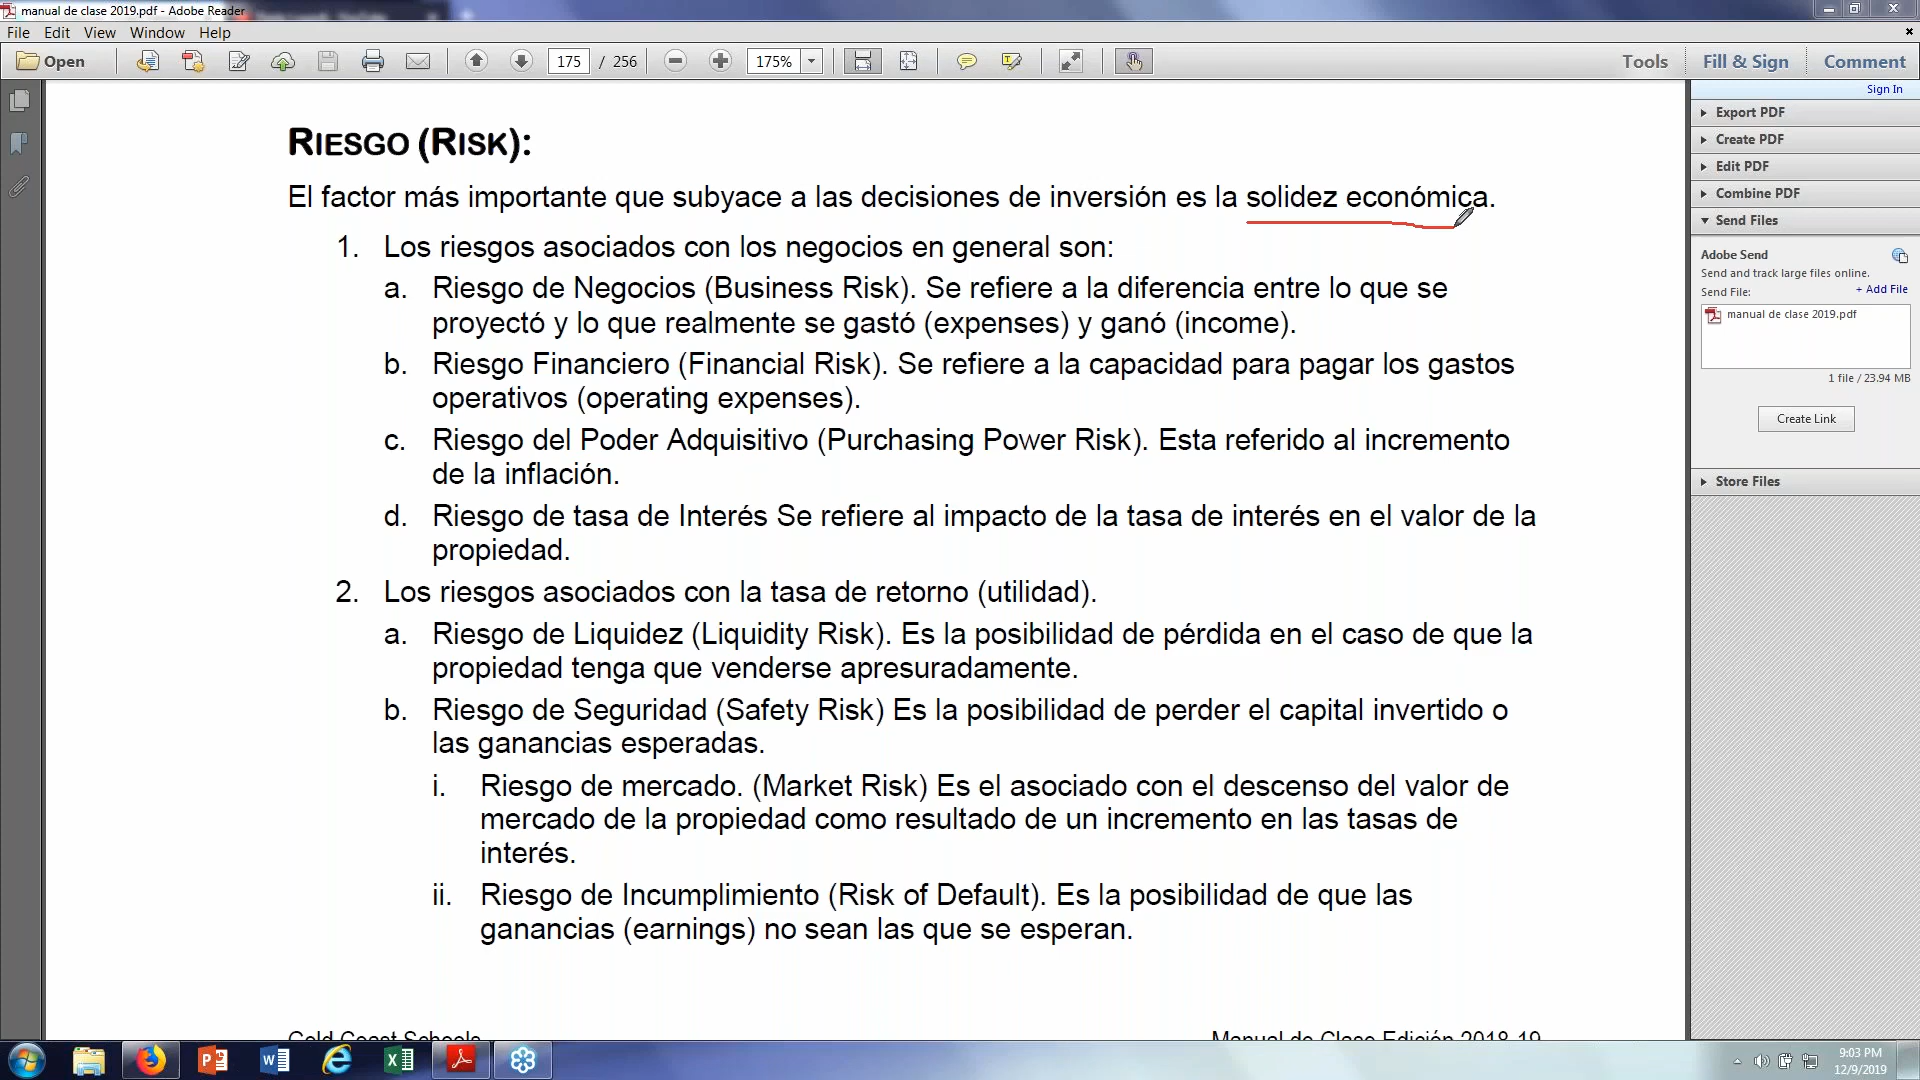 manual de clase 2019.pdf - Adobe Reader
File Edit View Window Help
Open 175 / 256 175% Tools Fill & Sign Comment
Sign In
RIESGO (RISK):
El factor más importante que subyace a las decisiones de inversión es la solidez económica.
1. Los riesgos asociados con los negocios en general son:
a. Riesgo de Negocios (Business Risk). Se refiere a la diferencia entre lo que se
proyectó y lo que realmente se gastó (expenses) y ganó (income).
b. Riesgo Financiero (Financial Risk). Se refiere a la capacidad para pagar los gastos
operativos (operating expenses).
c. Riesgo del Poder Adquisitivo (Purchasing Power Risk). Esta referido al incremento
de la inflación.
d. Riesgo de tasa de Interés Se refiere al impacto de la tasa de interés en el valor de la
propiedad.
2. Los riesgos asociados con la tasa de retorno (utilidad).
a. Riesgo de Liquidez (Liquidity Risk). Es la posibilidad de pérdida en el caso de que la
propiedad tenga que venderse apresuradamente.
b. Riesgo de Seguridad (Safety Risk) Es la posibilidad de perder el capital invertido o
las ganancias esperadas.
i. Riesgo de mercado. (Market Risk) Es el asociado con el descenso del valor de
mercado de la propiedad como resultado de un incremento en las tasas de
interés.
ii. Riesgo de Incumplimiento (Risk of Default). Es la posibilidad de que las
ganancias (earnings) no sean las que se esperan.
Gold Coast Schools Manual de Clase Edición 2018-19
Export PDF
Create PDF
Edit PDF
Combine PDF
Send Files
Adobe Send
Send and track large files online.
Send File: + Add File
manual de clase 2019.pdf
1 file / 23.94 MB
Create Link
Store Files
9:03 PM
12/9/2019